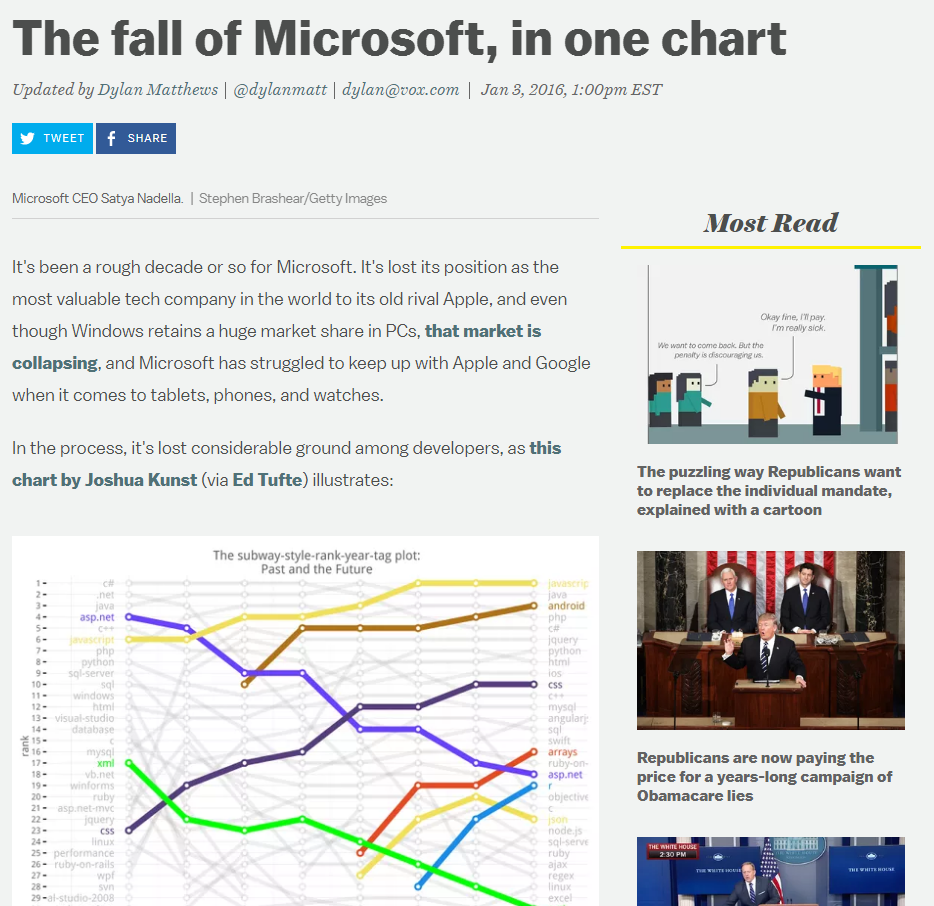 The fall of Microsoft, in one chart
Updated by Dylan Matthews | @dylanmatt | dylan@vox.com | Jan 3, 2016, 1:00pm EST
TWEET
SHARE
Microsoft CEO Satya Nadella. | Stephen Brashear/Getty Images
It's been a rough decade or so for Microsoft. It's lost its position as the
most valuable tech company in the world to its old rival Apple, and even
though Windows retains a huge market share in PCs, that market is
collapsing, and Microsoft has struggled to keep up with Apple and Google
when it comes to tablets, phones, and watches.
In the process, it's lost considerable ground among developers, as this
chart by Joshua Kunst (via Ed Tufte) illustrates:
The subway-style-rank-year-tag plot:
Past and the Future
rank
1
2
3
4
5
6
7
8
9
10
11
12
13
14
15
16
17
18
19
20
21
22
23
24
25
26
27
28
29
c#
.net
java
asp.net
c++
javascript
php
python
sql-server
sql
windows
html
visual-studio
database
mysql
xml
vb.net
winforms
ruby
asp.net-mvc
jquery
css
linux
performance
ruby-on-rails
wpf
svn
al-studio-2008
javascrip
java
android
php
c#
jquery
python
html
ios
css
c++
mysql
angularj
sql
swift
arrays
ruby-on-
asp.net
r
objective
c
json
node.js
sql-serve
ruby
ajax
regex
linux
excel
Most Read
We want to come back. But the
penalty is discouraging us.
Okay fine, I'll pay.
I'm really sick.
The puzzling way Republicans want
to replace the individual mandate,
explained with a cartoon
Republicans are now paying the
price for a years-long campaign of
Obamacare lies
THE WHITE HOUSE
2:30 PM
THE WHITE HOUSE
THE WHITE HOUSE